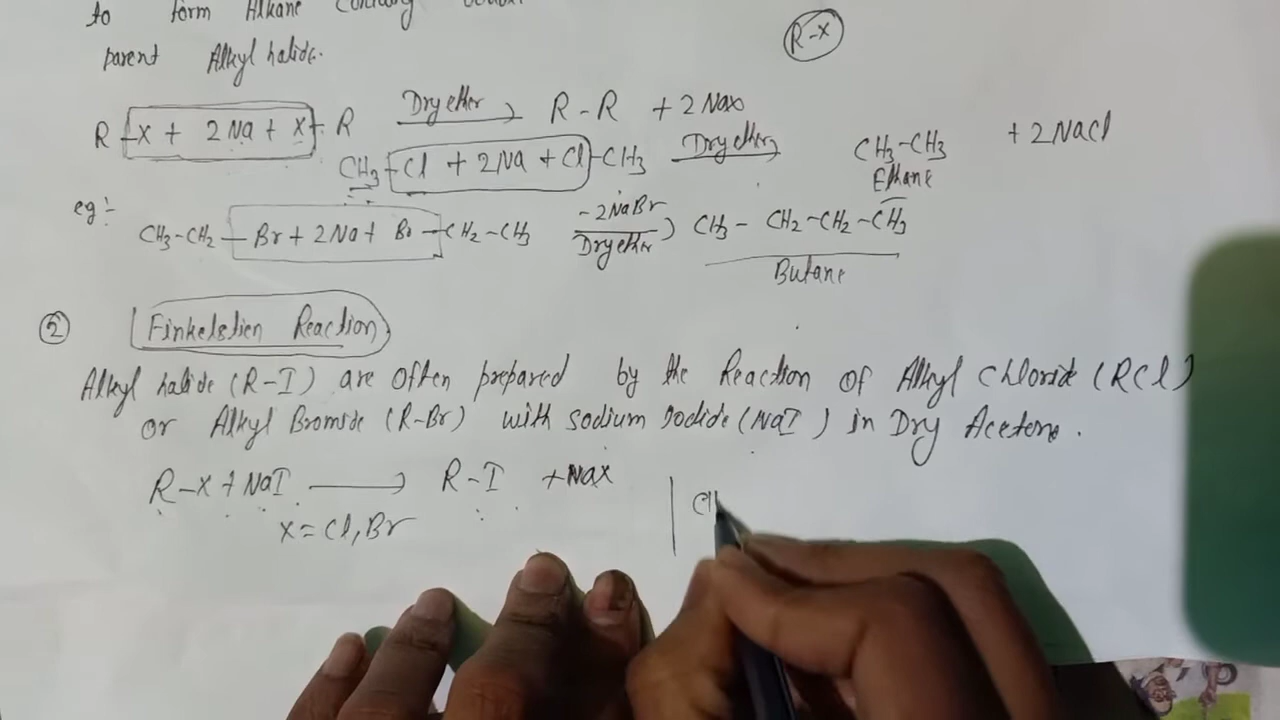 to form Alkane
parent Alkyl halide.
R-X
R-X + 2Na + X-R Dry ether → R-R + 2NaX
CH3-Cl + 2Na + Cl-CH3 Dry ether → CH3-CH3 + 2NaCl
Ethane
eg:-
CH3-CH2-Br + 2Na + Br-CH2-CH3 -2NaBr Dry ether → CH3-CH2-CH2-CH3
Butane
② Finkelstien Reaction
Alkyl halide (R-I) are often prepared by the Reaction of Alkyl Chloride (RCl)
or Alkyl Bromide (R-Br) with sodium Iodide (NaI) in Dry Acetone.
R-X + NaI → R-I + NaX
X = Cl, Br
CH